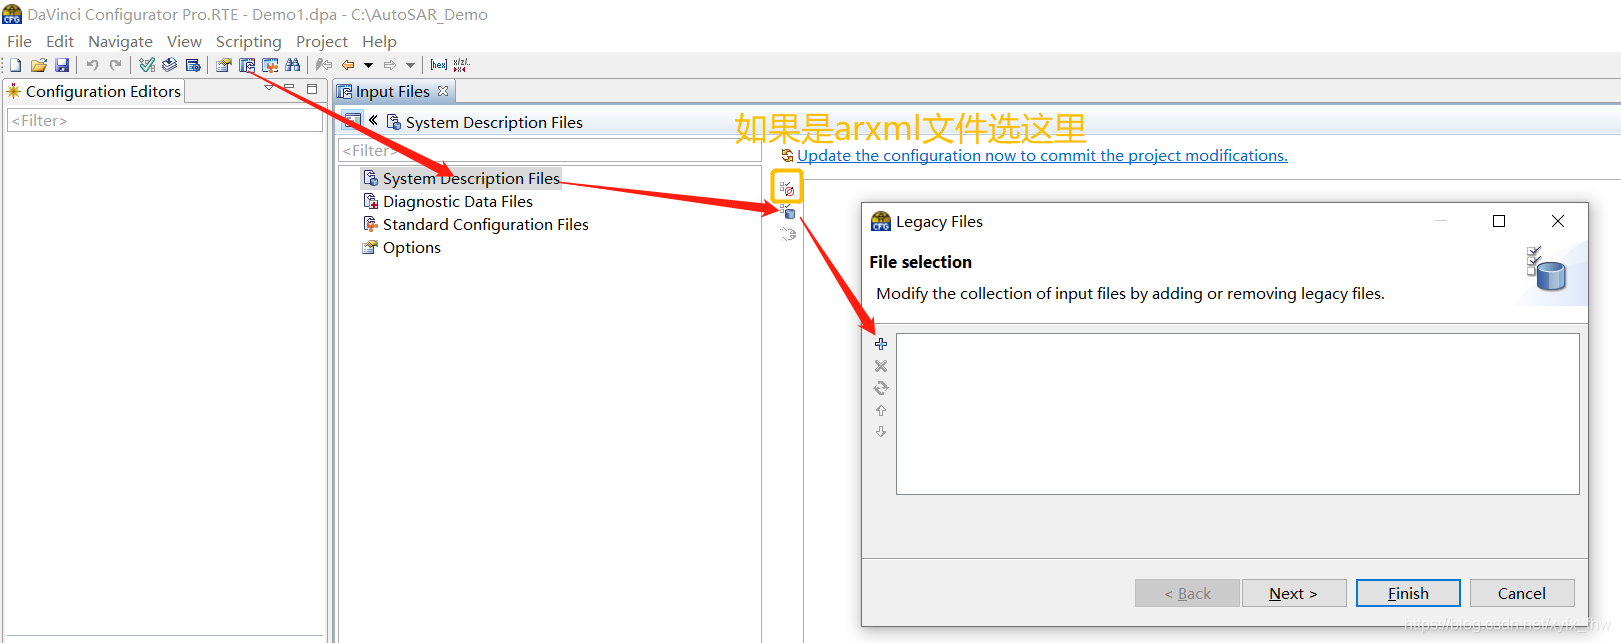 DaVinci Configurator Pro.RTE - Demo1.dpa - C:\AutoSAR_Demo
File Edit Navigate View Scripting Project Help
Configuration Editors
<Filter>
Input Files
System Description Files
<Filter>
System Description Files
Diagnostic Data Files
Standard Configuration Files
Options
如果是arxml文件选这里
Update the configuration now to commit the project modifications.
Legacy Files
File selection
Modify the collection of input files by adding or removing legacy files.
< Back
Next >
Finish
Cancel